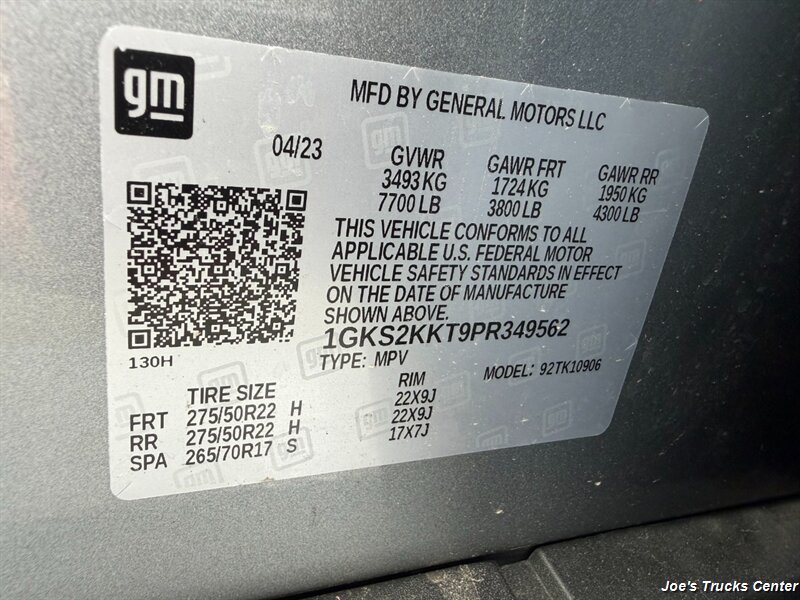 gm
MFD BY GENERAL MOTORS LLC
04/23
GVWR GAWR FRT GAWR RR
3493 KG 1724 KG 1950 KG
7700 LB 3800 LB 4300 LB
THIS VEHICLE CONFORMS TO ALL
APPLICABLE U.S. FEDERAL MOTOR
VEHICLE SAFETY STANDARDS IN EFFECT
ON THE DATE OF MANUFACTURE
SHOWN ABOVE.
1GKS2KKT9PR349562
130H
TYPE: MPV MODEL: 92TK10906
TIRE SIZE RIM
FRT 275/50R22 H 22X9J
RR 275/50R22 H 22X9J
SPA 265/70R17 S 17X7J
Joe's Trucks Center